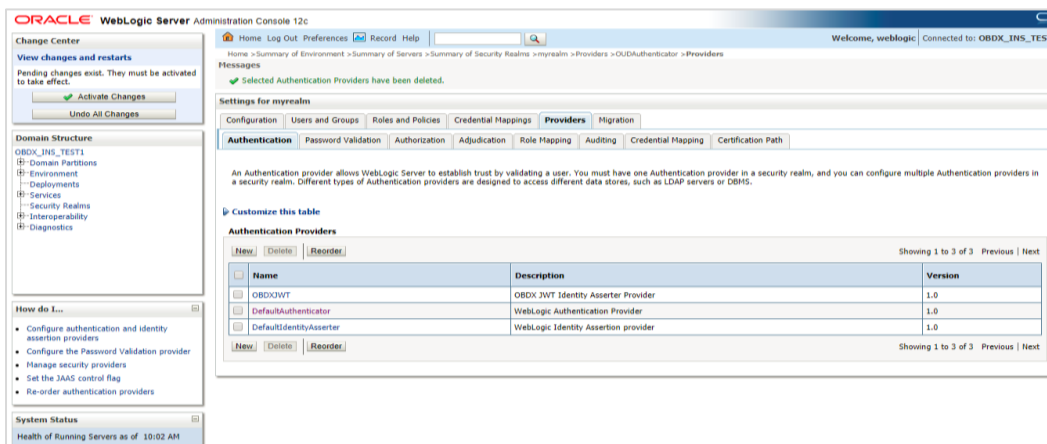 ORACLE WebLogic Server Administration Console 12c
Change Center
View changes and restarts
Pending changes exist. They must be activated
to take effect.
Activate Changes
Undo All Changes
Domain Structure
OBDX_INS_TEST1
Domain Partitions
Environment
Deployments
Services
Security Realms
Interoperability
Diagnostics
How do I...
Configure authentication and identity
assertion providers
Configure the Password Validation provider
Manage security providers
Set the JAAS control flag
Re-order authentication providers
System Status
Health of Running Servers as of 10:02 AM
Home Log Out Preferences Record Help
Welcome, weblogic Connected to: OBDX_INS_TES
Home >Summary of Environment >Summary of Servers >Summary of Security Realms >myrealm >Providers >OUDAuthenticator >Providers
Messages
Selected Authentication Providers have been deleted.
Settings for myrealm
Configuration Users and Groups Roles and Policies Credential Mappings Providers Migration
Authentication Password Validation Authorization Adjudication Role Mapping Auditing Credential Mapping Certification Path
An Authentication provider allows WebLogic Server to establish trust by validating a user. You must have one Authentication provider in a security realm, and you can configure multiple Authentication providers in
a security realm. Different types of Authentication providers are designed to access different data stores, such as LDAP servers or DBMS.
Customize this table
Authentication Providers
New Delete Reorder Showing 1 to 3 of 3 Previous | Next
Name Description Version
OBDXJWT OBDX JWT Identity Asserter Provider 1.0
DefaultAuthenticator WebLogic Authentication Provider 1.0
DefaultIdentityAsserter WebLogic Identity Assertion provider 1.0
New Delete Reorder Showing 1 to 3 of 3 Previous | Next